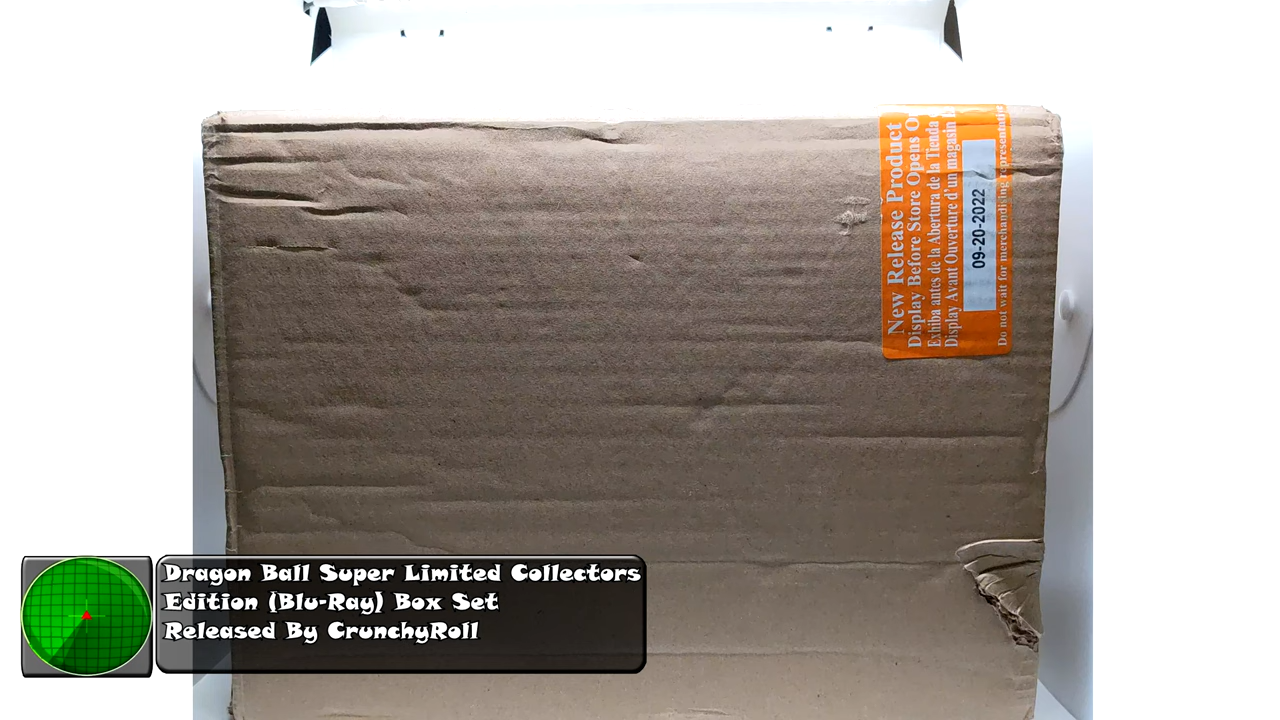 New Release Product
Display Before Store Opens O
Exhiba antes de la Abertura de la Tienda
Display Avant Ouverture d'un magasin
09-20-2022
Do not wait for merchandising representative
Dragon Ball Super Limited Collectors
Edition (Blu-Ray) Box Set
Released By CrunchyRoll